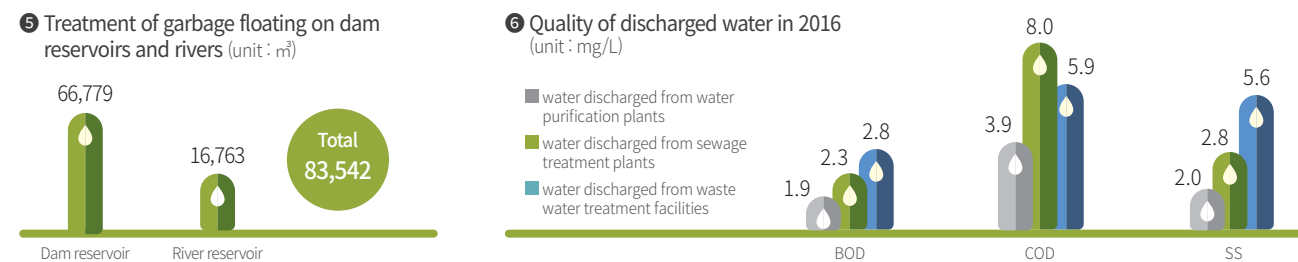 ❺ Treatment of garbage floating on dam
reservoirs and rivers (unit : ㎥)
66,779
16,763
Total
83,542
Dam reservoir
River reservoir
❻ Quality of discharged water in 2016
(unit : mg/L)
water discharged from water
purification plants
water discharged from sewage
treatment plants
water discharged from waste
water treatment facilities
1.9
2.3
2.8
3.9
8.0
5.9
2.0
2.8
5.6
BOD
COD
SS